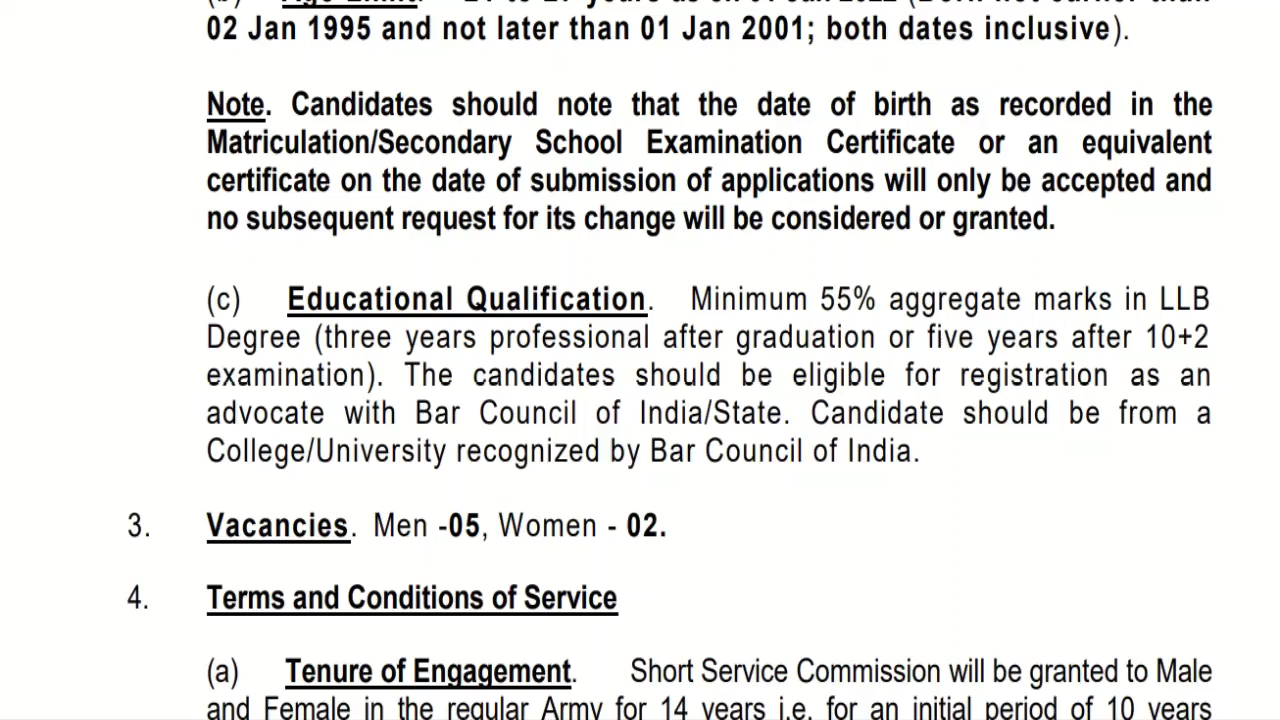 02 Jan 1995 and not later than 01 Jan 2001; both dates inclusive).
Note. Candidates should note that the date of birth as recorded in the
Matriculation/Secondary School Examination Certificate or an equivalent
certificate on the date of submission of applications will only be accepted and
no subsequent request for its change will be considered or granted.
(c) Educational Qualification. Minimum 55% aggregate marks in LLB
Degree (three years professional after graduation or five years after 10+2
examination). The candidates should be eligible for registration as an
advocate with Bar Council of India/State. Candidate should be from a
College/University recognized by Bar Council of India.
3. Vacancies. Men -05, Women - 02.
4. Terms and Conditions of Service
(a) Tenure of Engagement. Short Service Commission will be granted to Male
and Female in the regular Army for 14 years i.e. for an initial period of 10 years